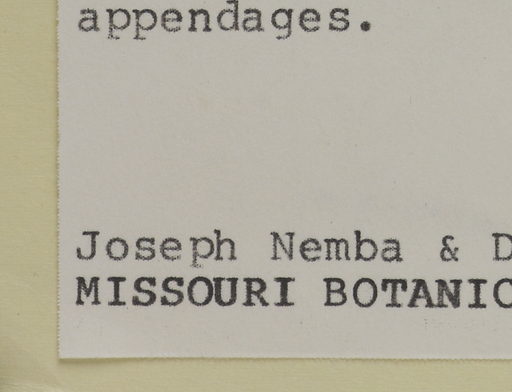 appendages.
Joseph Nemba & D
MISSOURI BOTANIC